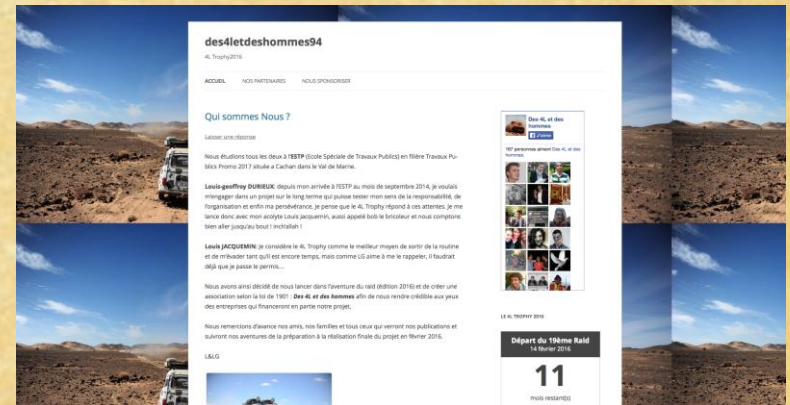 des4letdeshommes94
4L Trophy2016
ACCUEIL NOS PARTENAIRES NOUS SPONSORISER
Qui sommes Nous ?
Laisser une réponse
Nous étudions tous les deux à l'ESTP (Ecole Spéciale de Travaux Publics) en filière Travaux Pu-
blics Promo 2017 située a Cachan dans le Val de Marne.
Louis-geoffroy DURIEUX: depuis mon arrivée à l'ESTP au mois de septembre 2014, je voulais
m'engager dans un projet sur le long terme qui puisse tester mon sens de la responsabilité, de
l'organisation et enfin ma persévérance. Je pense que le 4L Trophy répond à ces attentes. Je me
lance donc avec mon acolyte Louis Jacquemin, aussi appelé bob le bricoleur et nous comptons
bien aller jusqu'au bout ! inch'allah !
Louis JACQUEMIN: Je considère le 4L Trophy comme le meilleur moyen de sortir de la routine
et de m'évader tant qu'il est encore temps, mais comme LG aime à me le rappeler, il faudrait
déjà que je passe le permis...
Nous avons ainsi décidé de nous lancer dans l'aventure du raid (édition 2016) et de créer une
association selon la loi de 1901 : Des 4L et des hommes afin de nous rendre crédible aux yeux
des entreprises qui financeront en partie notre projet.
Nous remercions d'avance nos amis, nos familles et tous ceux qui verront nos publications et
suivront nos aventures de la préparation à la réalisation finale du projet en février 2016.
L&LG
Des 4L et des
hommes
J'aime
167 personnes aiment Des 4L et des
hommes.
LE 4L TROPHY 2016
Départ du 19ème Raid
14 février 2016
11
mois restant(s)